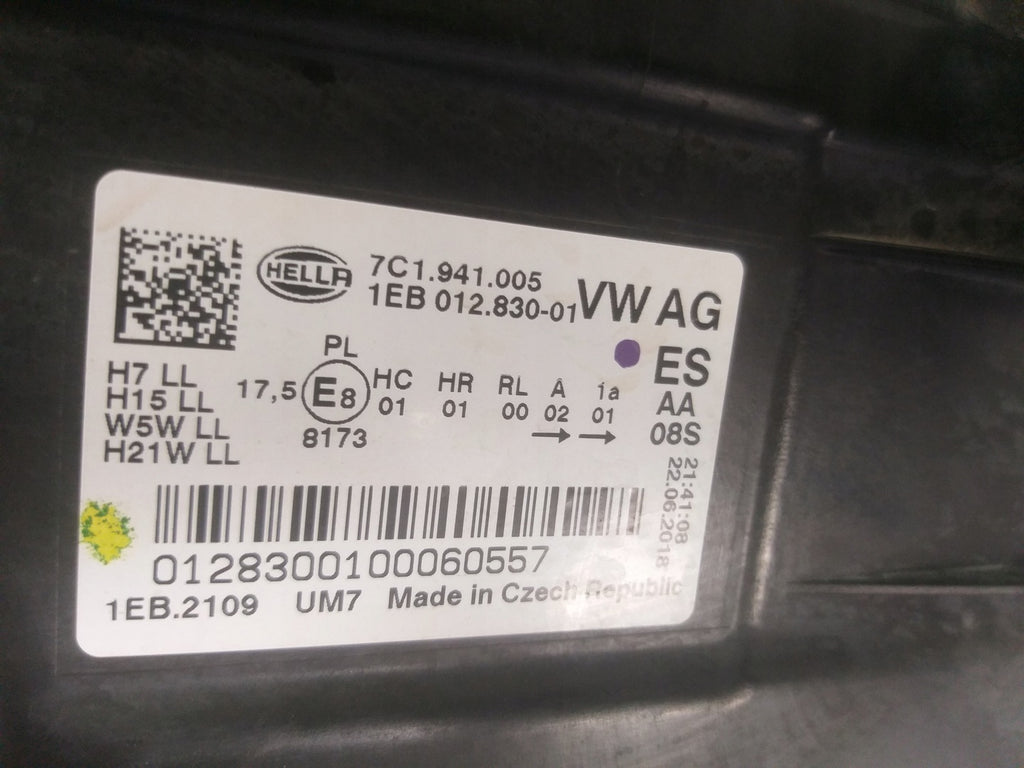 HELLA
7C1.941.005
1EB 012.830-01
VW AG
ES
AA
08S
PL
17,5 E8
8173
HC HR RL A 1a
01 01 00 02 01
→ →
H7 LL
H15 LL
W5W LL
H21W LL
21:41:08
22.06.2018
0128300100060557
1EB.2109 UM7 Made in Czech Republic